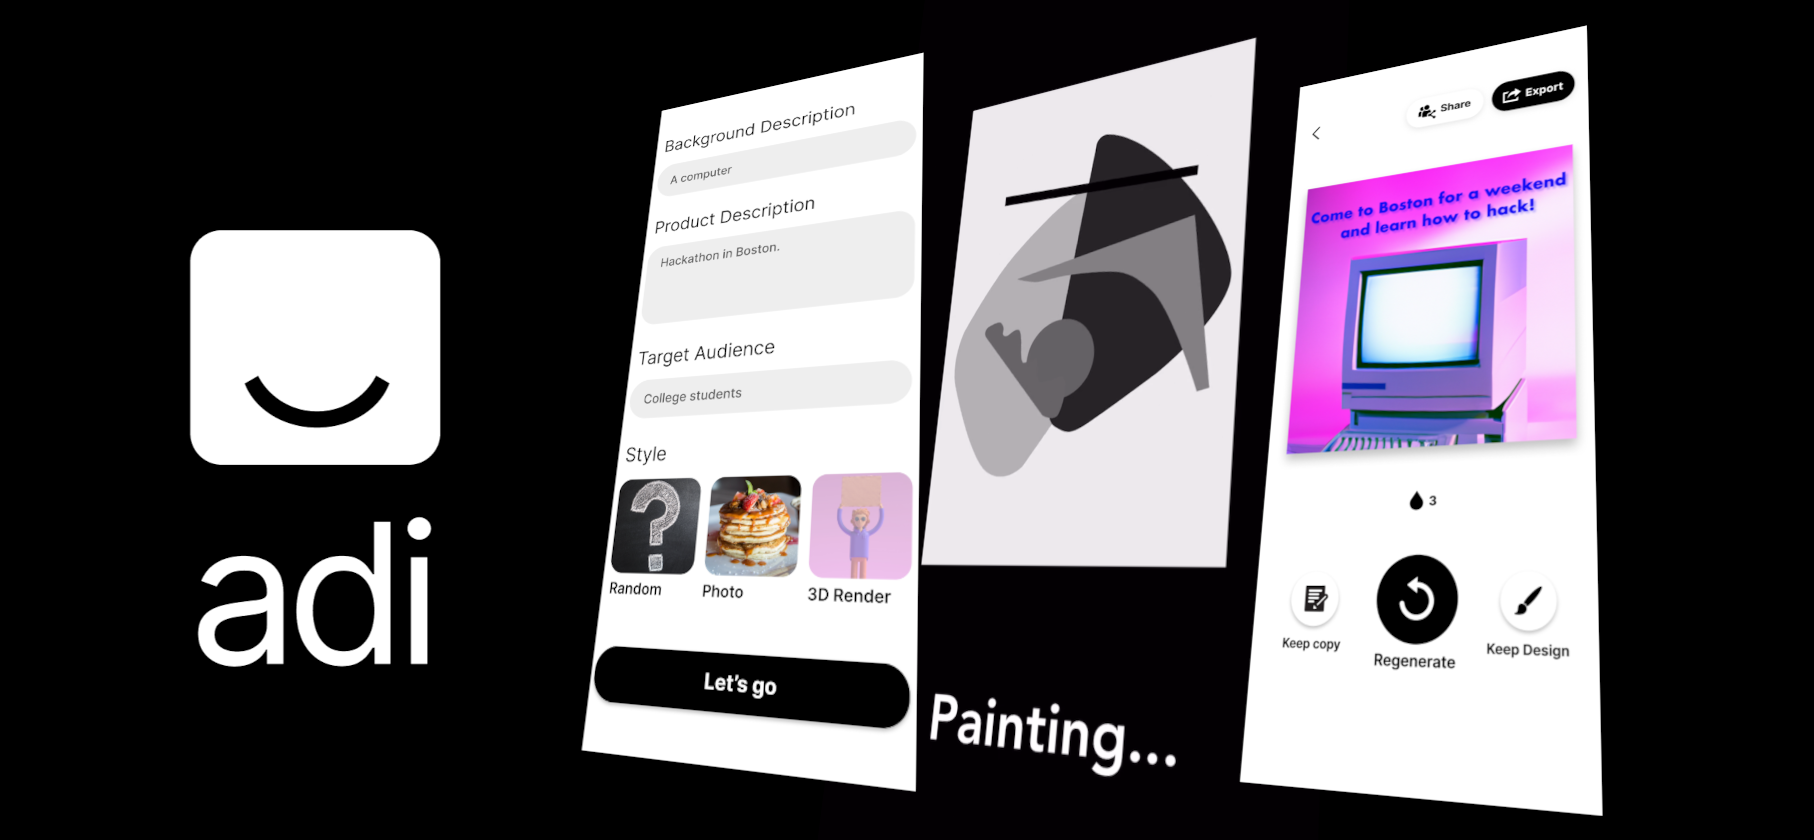 adi
Background Description
A computer
Product Description
Hackathon in Boston.
Target Audience
College students
Style
Random
Photo
3D Render
Let's go
Painting...
Share
Export
Come to Boston for a weekend
and learn how to hack!
3
Keep copy
Regenerate
Keep Design